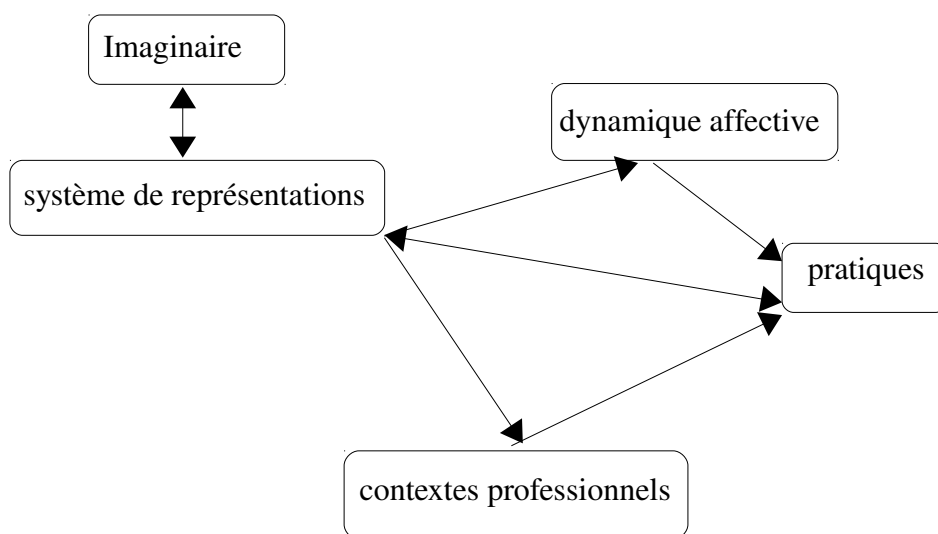 Imaginaire
dynamique affective
système de représentations
pratiques
contextes professionnels